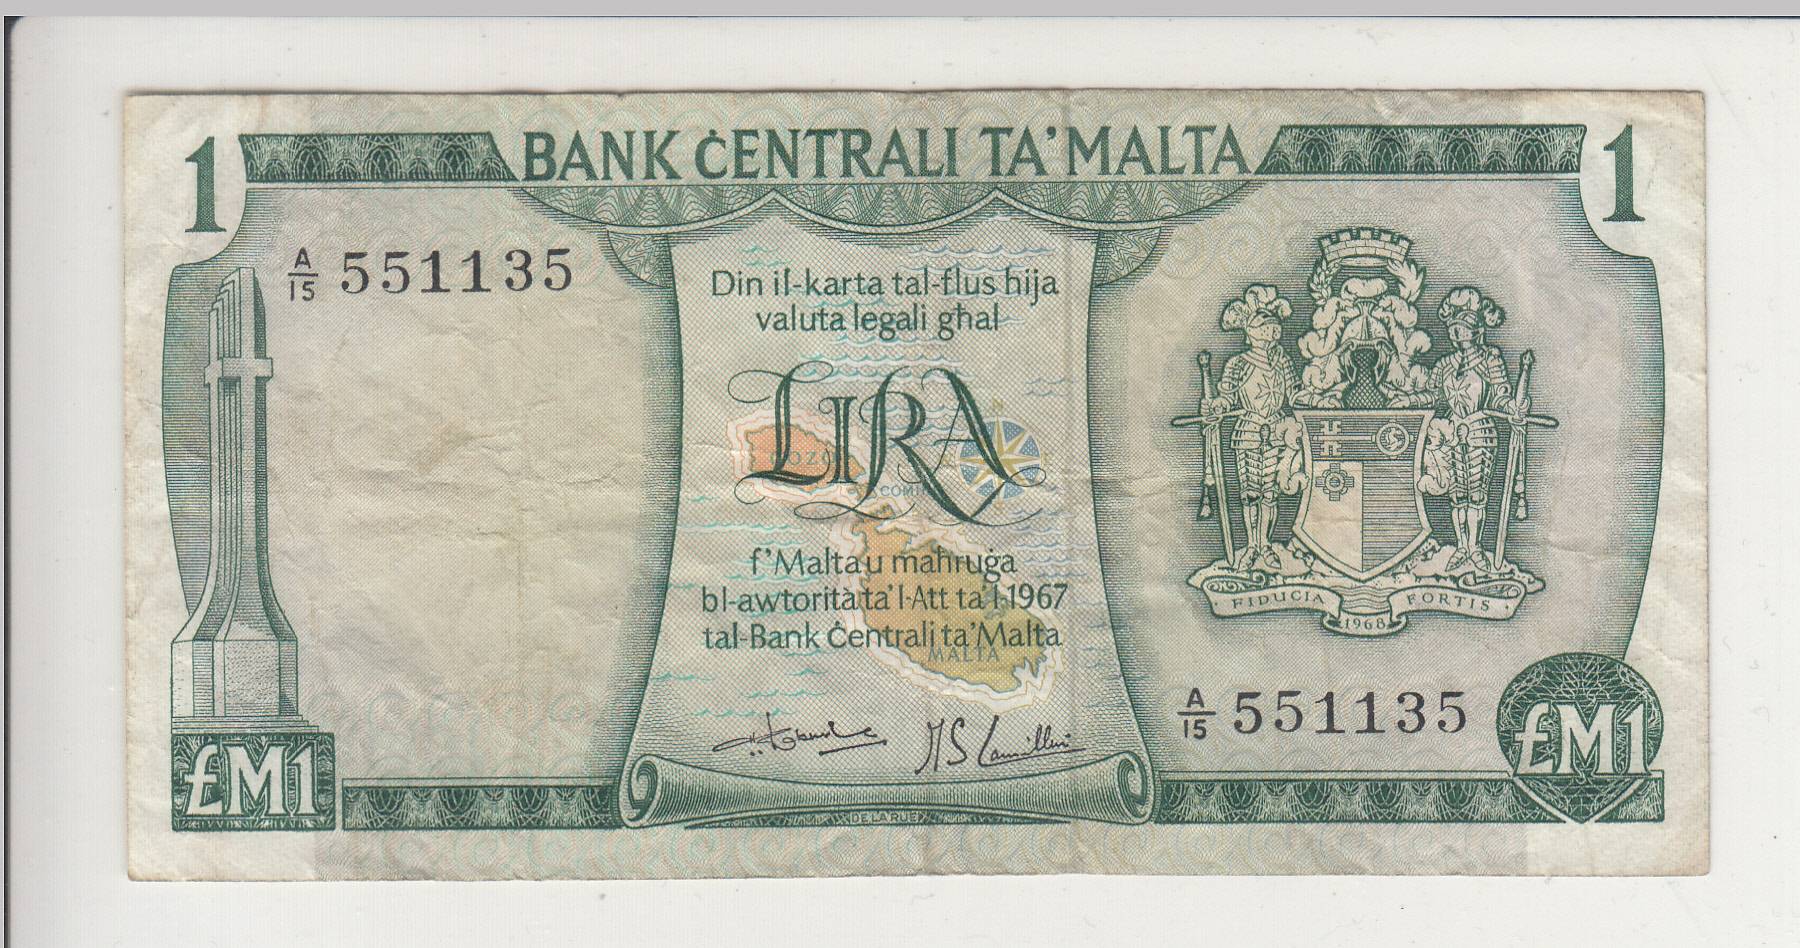 1 BANK ĊENTRALI TA' MALTA 1
A/15 551135
Din il-karta tal-flus hija
valuta legali għal
LIRA
GOZO
COMINO
f'Malta u maħruġa
bl-awtorità ta' l-Att ta' l-1967
tal-Bank Ċentrali ta' Malta
MALTA
FIDUCIA FORTIS
1968
A/15 551135
£M1
£M1
DE LA RUE